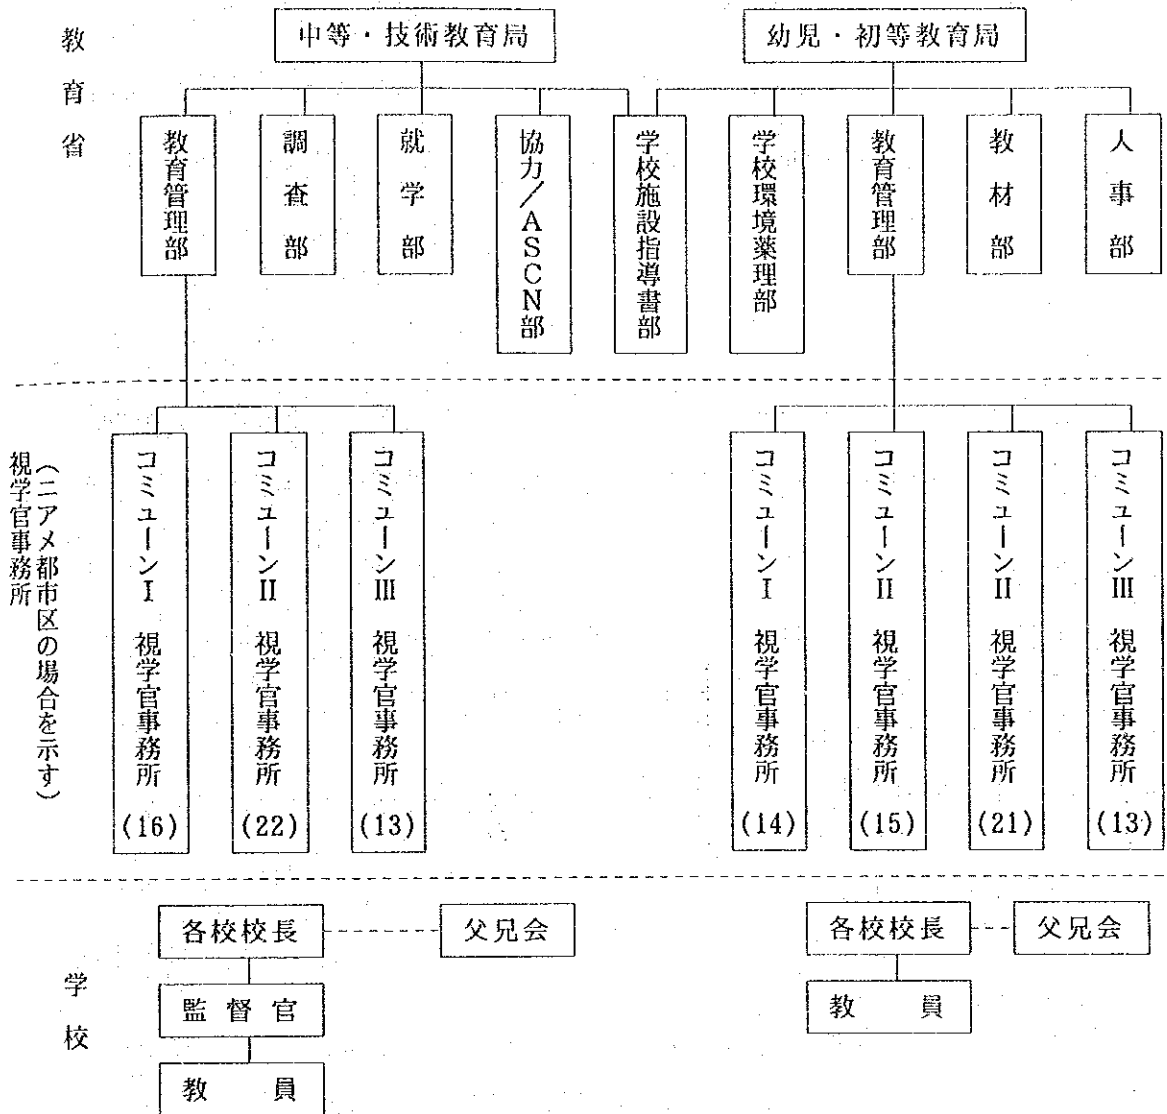 教育省
中等・技術教育局
幼児・初等教育局
教育管理部
調査部
就学部
協力/ASCN部
学校施設指導書部
学校環境薬理部
教育管理部
教材部
人事部
視学官事務所
(ニアメ都市区の場合を示す)
コミューンI 視学官事務所 (16)
コミューンII 視学官事務所 (22)
コミューンIII 視学官事務所 (13)
コミューンI 視学官事務所 (14)
コミューンII 視学官事務所 (15)
コミューンII 視学官事務所 (21)
コミューンIII 視学官事務所 (13)
学校
各校校長
父兄会
監督官
教員
各校校長
父兄会
教員